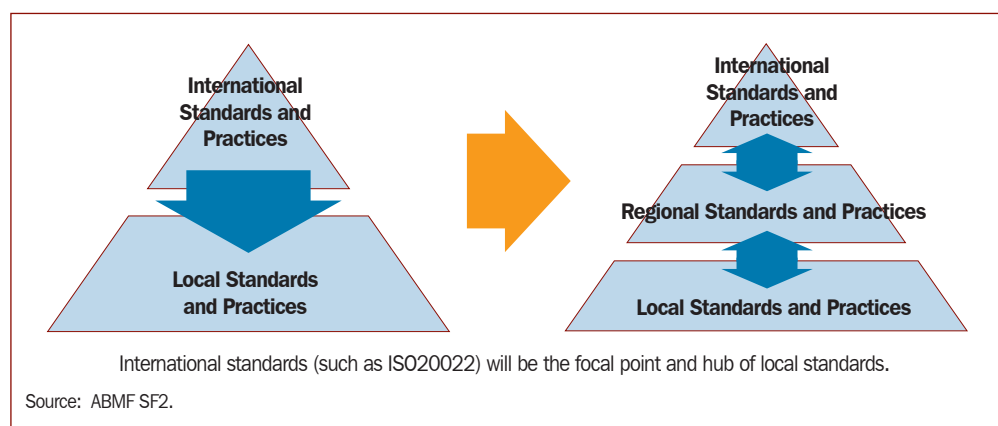 International
Standards and
Practices
Local Standards
and Practices
International
Standards and
Practices
Regional Standards and Practices
Local Standards and Practices
International standards (such as ISO20022) will be the focal point and hub of local standards.
Source: ABMF SF2.